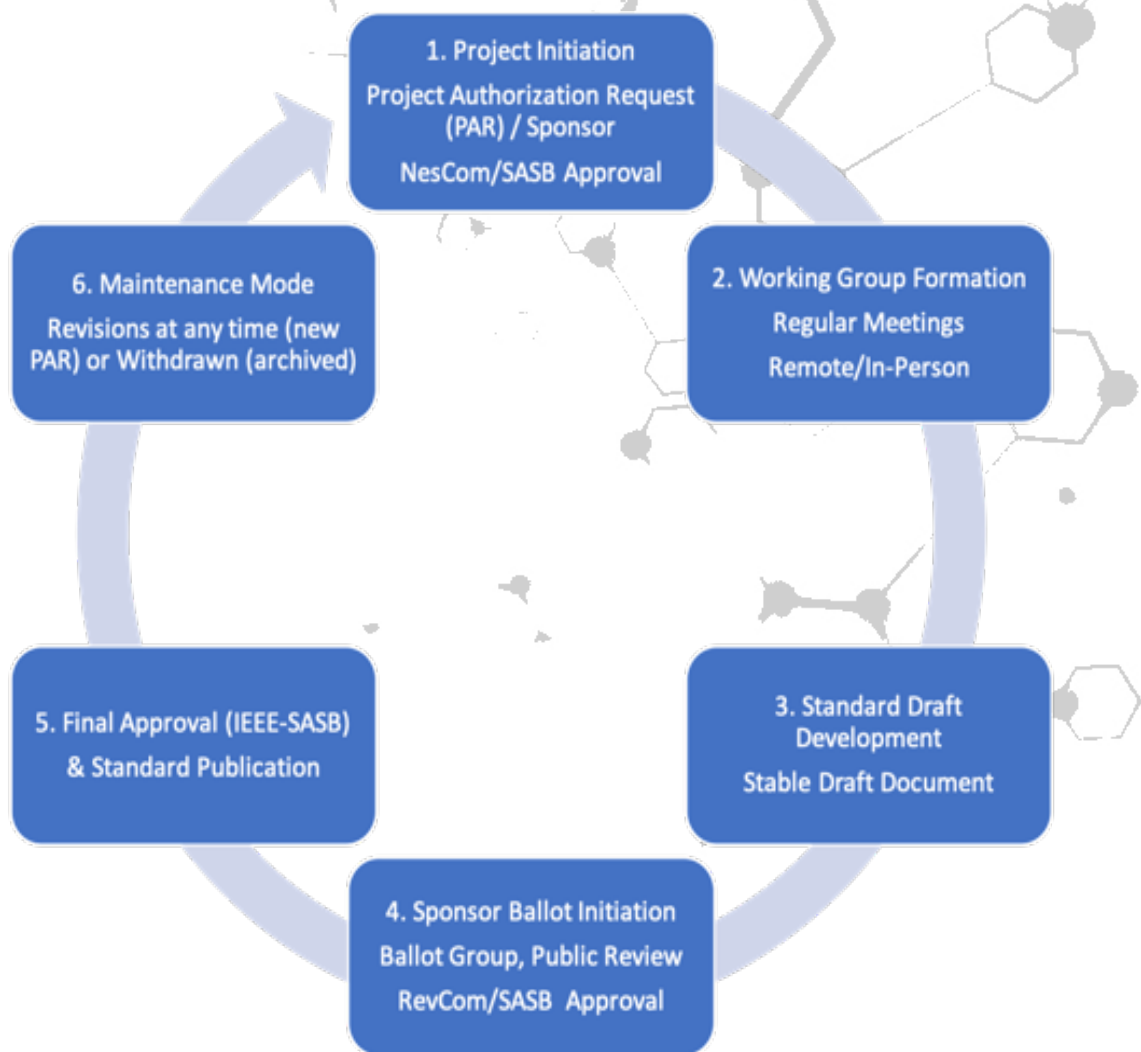 1. Project Initiation
Project Authorization Request
(PAR) / Sponsor
NesCom/SASB Approval
2. Working Group Formation
Regular Meetings
Remote/In-Person
3. Standard Draft
Development
Stable Draft Document
4. Sponsor Ballot Initiation
Ballot Group, Public Review
RevCom/SASB Approval
5. Final Approval (IEEE-SASB)
& Standard Publication
6. Maintenance Mode
Revisions at any time (new
PAR) or Withdrawn (archived)